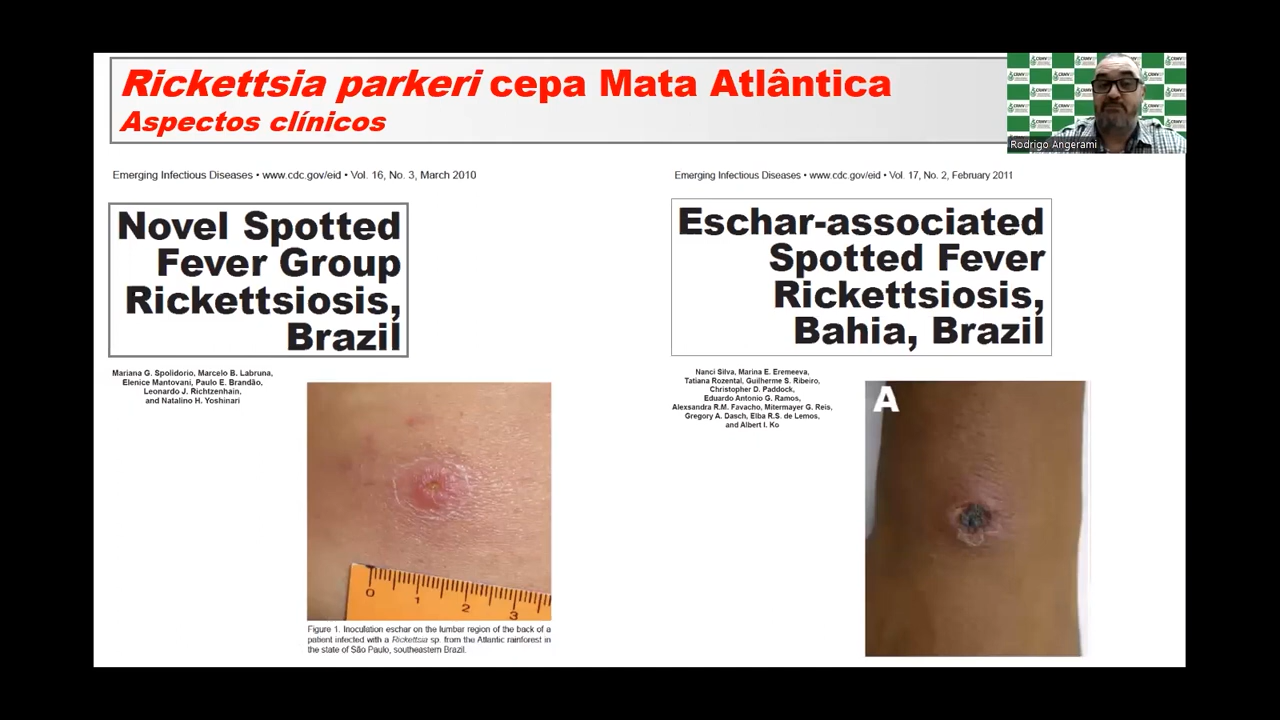 Rickettsia parkeri cepa Mata Atlântica
Aspectos clínicos
Rodrigo Angerami
Emerging Infectious Diseases • www.cdc.gov/eid • Vol. 16, No. 3, March 2010
Novel Spotted
Fever Group
Rickettsiosis,
Brazil
Mariana G. Spolidorio, Marcelo B. Labruna,
Elenice Mantovani, Paulo E. Brandão,
Leonardo J. Richtzenhain,
and Natalino H. Yoshinari
0 1 2 3
Figure 1. Inoculation eschar on the lumbar region of the back of a
patient infected with a Rickettsia sp. from the Atlantic rainforest in
the state of São Paulo, southeastern Brazil.
Emerging Infectious Diseases • www.cdc.gov/eid • Vol. 17, No. 2, February 2011
Eschar-associated
Spotted Fever
Rickettsiosis,
Bahia, Brazil
Nanci Silva, Marina E. Eremeeva,
Tatiana Rozental, Guilherme S. Ribeiro,
Christopher D. Paddock,
Eduardo Antonio G. Ramos,
Alexsandra R.M. Favacho, Mitermayer G. Reis,
Gregory A. Dasch, Elba R.S. de Lemos,
and Albert I. Ko
A